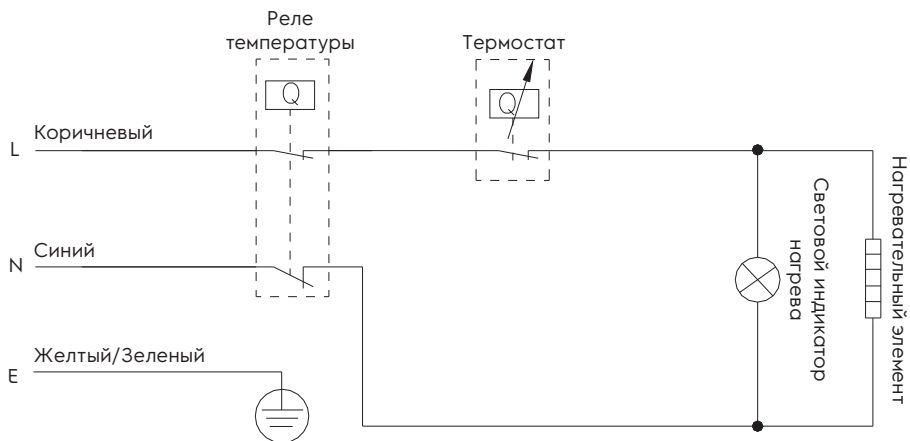 Реле
температуры
Термостат
Q
Q
L
Коричневый
N
Синий
E
Желтый/Зеленый
Световой индикатор
нагрева
Нагревательный элемент